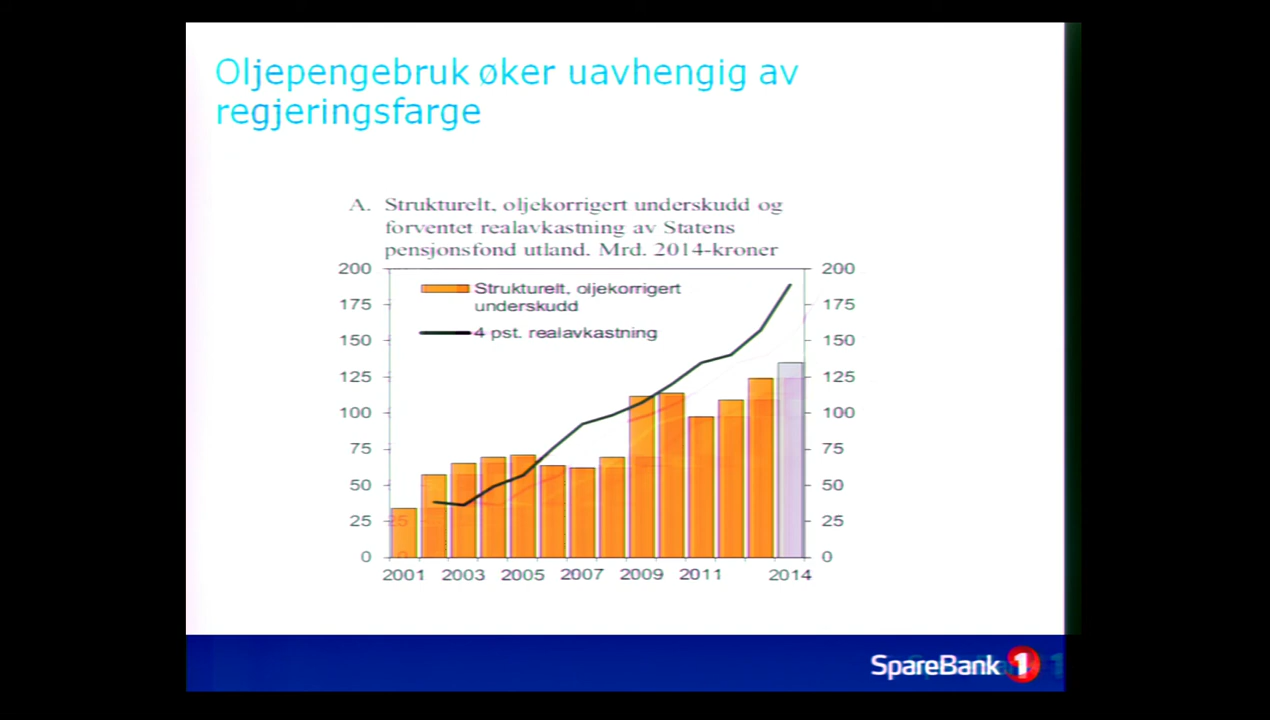 Oljepengebruk øker uavhengig av
regjeringsfarge
A. Strukturelt, oljekorrigert underskudd og
forventet realavkastning av Statens
pensjonsfond utland. Mrd. 2014-kroner
200 200
Strukturelt, oljekorrigert
underskudd
175 175
4 pst. realavkastning
150 150
125 125
100 100
75 75
50 50
25 25
0 0
2001 2003 2005 2007 2009 2011 2014
SpareBank 1